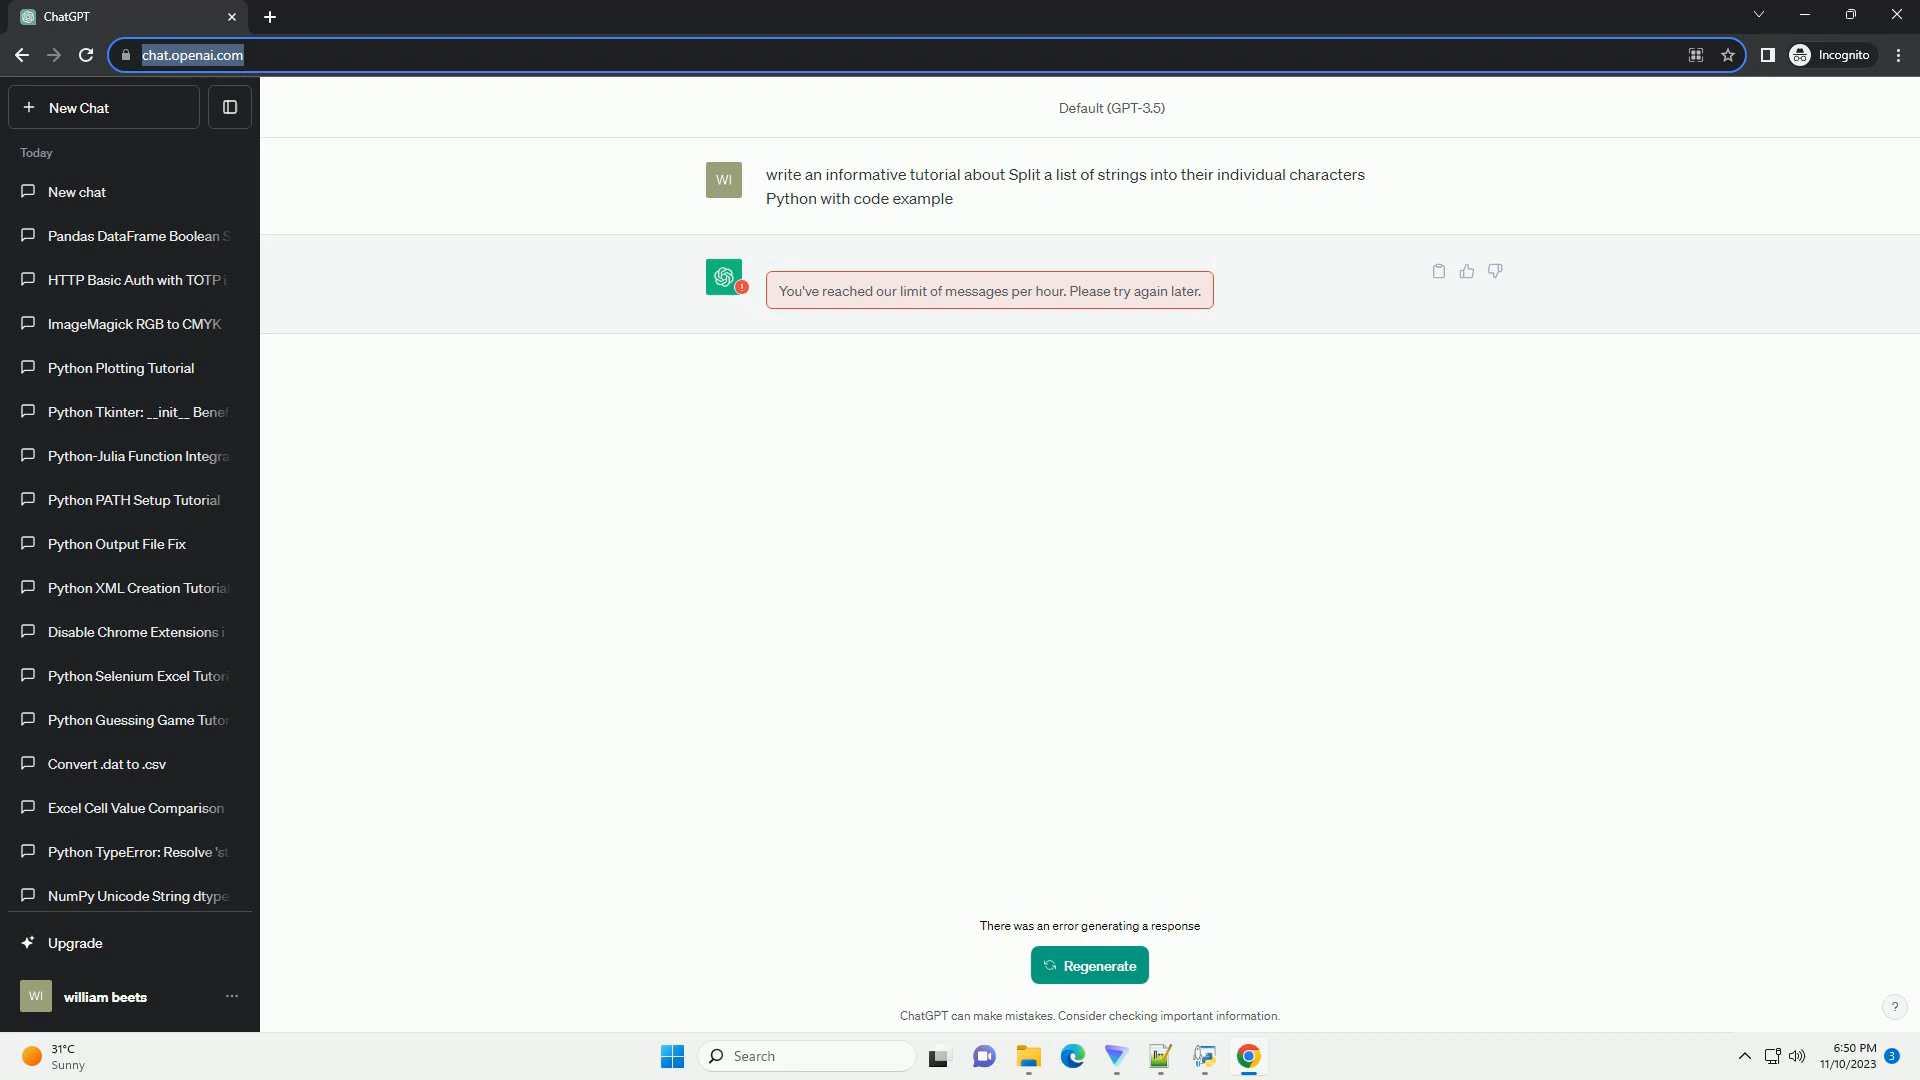 ChatGPT
chat.openai.com
Incognito
New Chat
Today
New chat
Pandas DataFrame Boolean S
HTTP Basic Auth with TOTP i
ImageMagick RGB to CMYK
Python Plotting Tutorial
Python Tkinter: __init__ Benef
Python-Julia Function Integra
Python PATH Setup Tutorial
Python Output File Fix
Python XML Creation Tutorial
Disable Chrome Extensions i
Python Selenium Excel Tutori
Python Guessing Game Tutor
Convert .dat to .csv
Excel Cell Value Comparison
Python TypeError: Resolve 'st
NumPy Unicode String dtype
Upgrade
WI
william beets
Default (GPT-3.5)
WI
write an informative tutorial about Split a list of strings into their individual characters
Python with code example
You've reached our limit of messages per hour. Please try again later.
There was an error generating a response
Regenerate
ChatGPT can make mistakes. Consider checking important information.
?
31°C
Sunny
Search
6:50 PM
11/10/2023
3